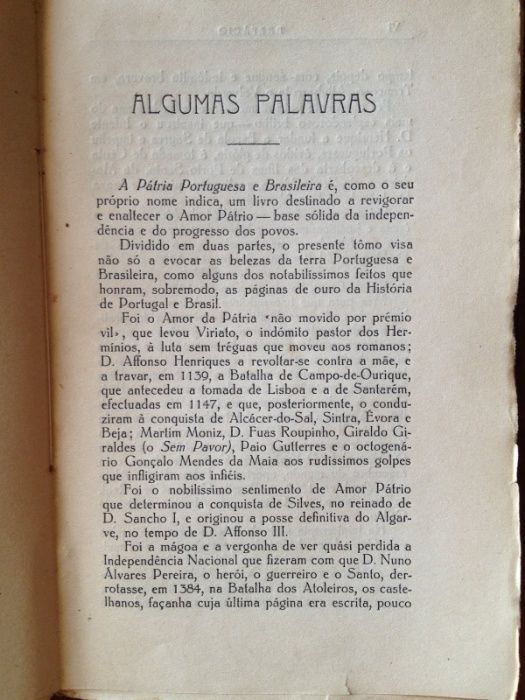 ALGUMAS PALAVRAS
A Pátria Portuguesa e Brasileira é, como o seu
próprio nome indica, um livro destinado a revigorar
e enaltecer o Amor Pátrio — base sólida da indepen-
dência e do progresso dos povos.
Dividido em duas partes, o presente tômo visa
não só a evocar as belezas da terra Portuguesa e
Brasileira, como alguns dos notabilissimos feitos que
honram, sobremodo, as páginas de ouro da História
de Portugal e Brasil.
Foi o Amor da Pátria «não movido por prémio
vil», que levou Viriato, o indómito pastor dos Her-
mínios, à luta sem tréguas que moveu aos romanos;
D. Affonso Henriques a revoltar-se contra a mãe, e
a travar, em 1139, a Batalha de Campo-de-Ourique,
que antecedeu a tomada de Lisboa e a de Santarém,
efectuadas em 1147, e que, posteriormente, o condu-
ziram à conquista de Alcácer-do-Sal, Sintra, Évora e
Beja; Martim Moniz, D. Fuas Roupinho, Giraldo Gi-
raldes (o Sem Pavor), Paio Gutterres e o octogená-
rio Gonçalo Mendes da Maia aos rudissimos golpes
que infligiram aos infiéis.
Foi o nobilissimo sentimento de Amor Pátrio
que determinou a conquista de Silves, no reinado de
D. Sancho I, e originou a posse definitiva do Algar-
ve, no tempo de D. Affonso III.
Foi a mágoa e a vergonha de ver quási perdida a
Independência Nacional que fizeram com que D. Nuno
Álvares Pereira, o herói, o guerreiro e o Santo, der-
rotasse, em 1384, na Batalha dos Atoleiros, os caste-
lhanos, façanha cuja última página era escrita, pouco